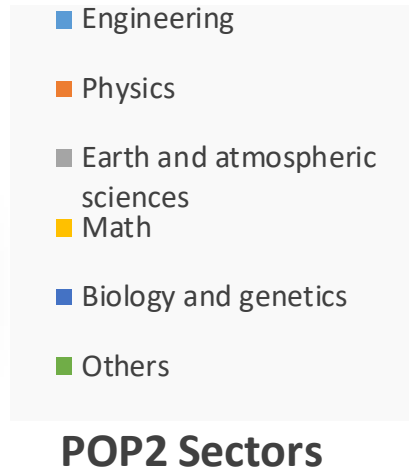 Engineering
Physics
Earth and atmospheric
sciences
Math
Biology and genetics
Others
POP2 Sectors